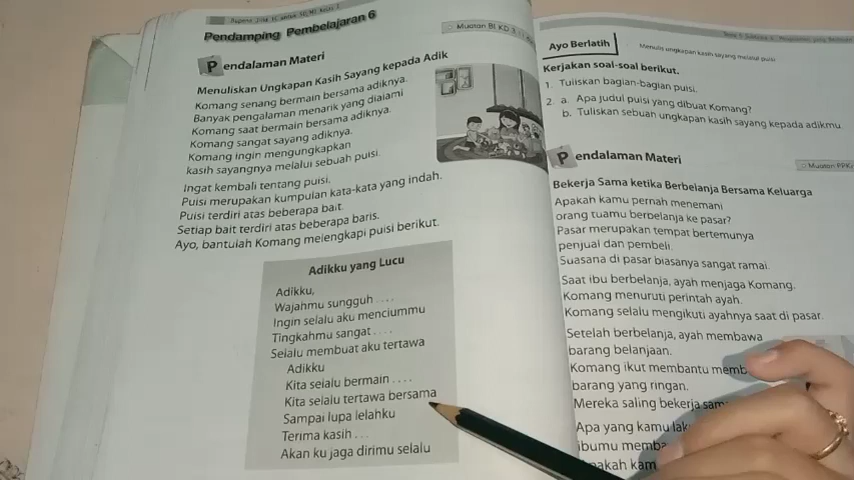 Pendamping Pembelajaran 6
Muatan BI KD
Pendalaman Materi
Menuliskan Ungkapan Kasih Sayang kepada Adik
Komang senang bermain bersama adiknya.
Banyak pengalaman menarik yang dialami
Komang saat bermain bersama adiknya.
Komang sangat sayang adiknya.
Komang ingin mengungkapkan
kasih sayangnya melalui sebuah puisi.
Ingat kembali tentang puisi.
Puisi merupakan kumpulan kata-kata yang indah.
Puisi terdiri atas beberapa bait.
Setiap bait terdiri atas beberapa baris.
Ayo, bantulah Komang melengkapi puisi berikut.
Adikku yang Lucu
Adikku,
Wajahmu sungguh . . . .
Ingin selalu aku menciummu
Tingkahmu sangat . . . .
Selalu membuat aku tertawa
Adikku
Kita selalu bermain . . . .
Kita selalu tertawa bersama
Sampai lupa lelahku
Terima kasih . . .
Akan ku jaga dirimu selalu
Ayo Berlatih
Menulis ungkapan kasih sayang melalui puisi
Kerjakan soal-soal berikut.
1. Tuliskan bagian-bagian puisi.
2. a. Apa judul puisi yang dibuat Komang?
b. Tuliskan sebuah ungkapan kasih sayang kepada adikmu
Pendalaman Materi
Muatan PPKn
Bekerja Sama ketika Berbelanja Bersama Keluarga
Apakah kamu pernah menemani
orang tuamu berbelanja ke pasar?
Pasar merupakan tempat bertemunya
penjual dan pembeli.
Suasana di pasar biasanya sangat ramai.
Saat ibu berbelanja, ayah menjaga Komang.
Komang menuruti perintah ayah.
Komang selalu mengikuti ayahnya saat di pasar.
Setelah berbelanja, ayah membawa
barang belanjaan.
Komang ikut membantu memb
barang yang ringan.
Mereka saling bekerja sam
Apa yang kamu lak
ibumu memba
pakah kam